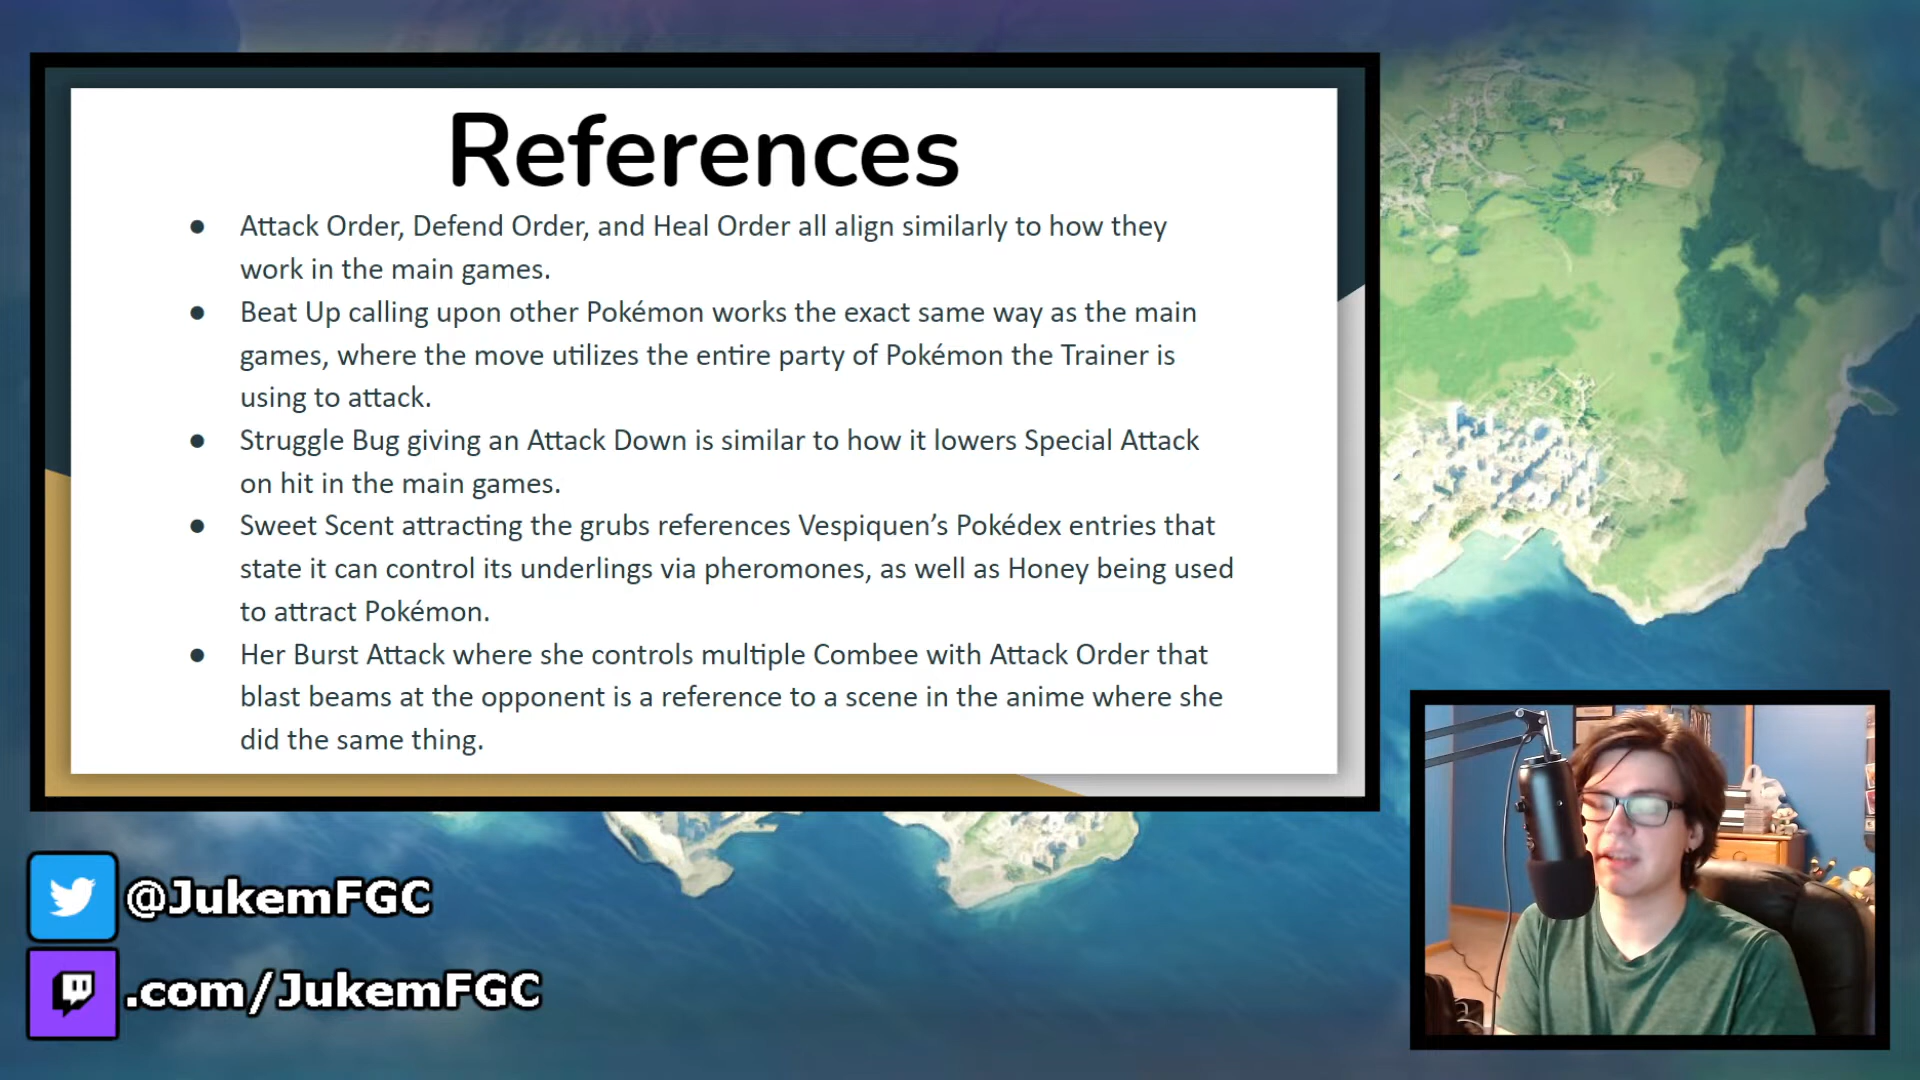 References
● Attack Order, Defend Order, and Heal Order all align similarly to how they
work in the main games.
● Beat Up calling upon other Pokémon works the exact same way as the main
games, where the move utilizes the entire party of Pokémon the Trainer is
using to attack.
● Struggle Bug giving an Attack Down is similar to how it lowers Special Attack
on hit in the main games.
● Sweet Scent attracting the grubs references Vespiquen’s Pokédex entries that
state it can control its underlings via pheromones, as well as Honey being used
to attract Pokémon.
● Her Burst Attack where she controls multiple Combee with Attack Order that
blast beams at the opponent is a reference to a scene in the anime where she
did the same thing.
@JukemFGC
.com/JukemFGC